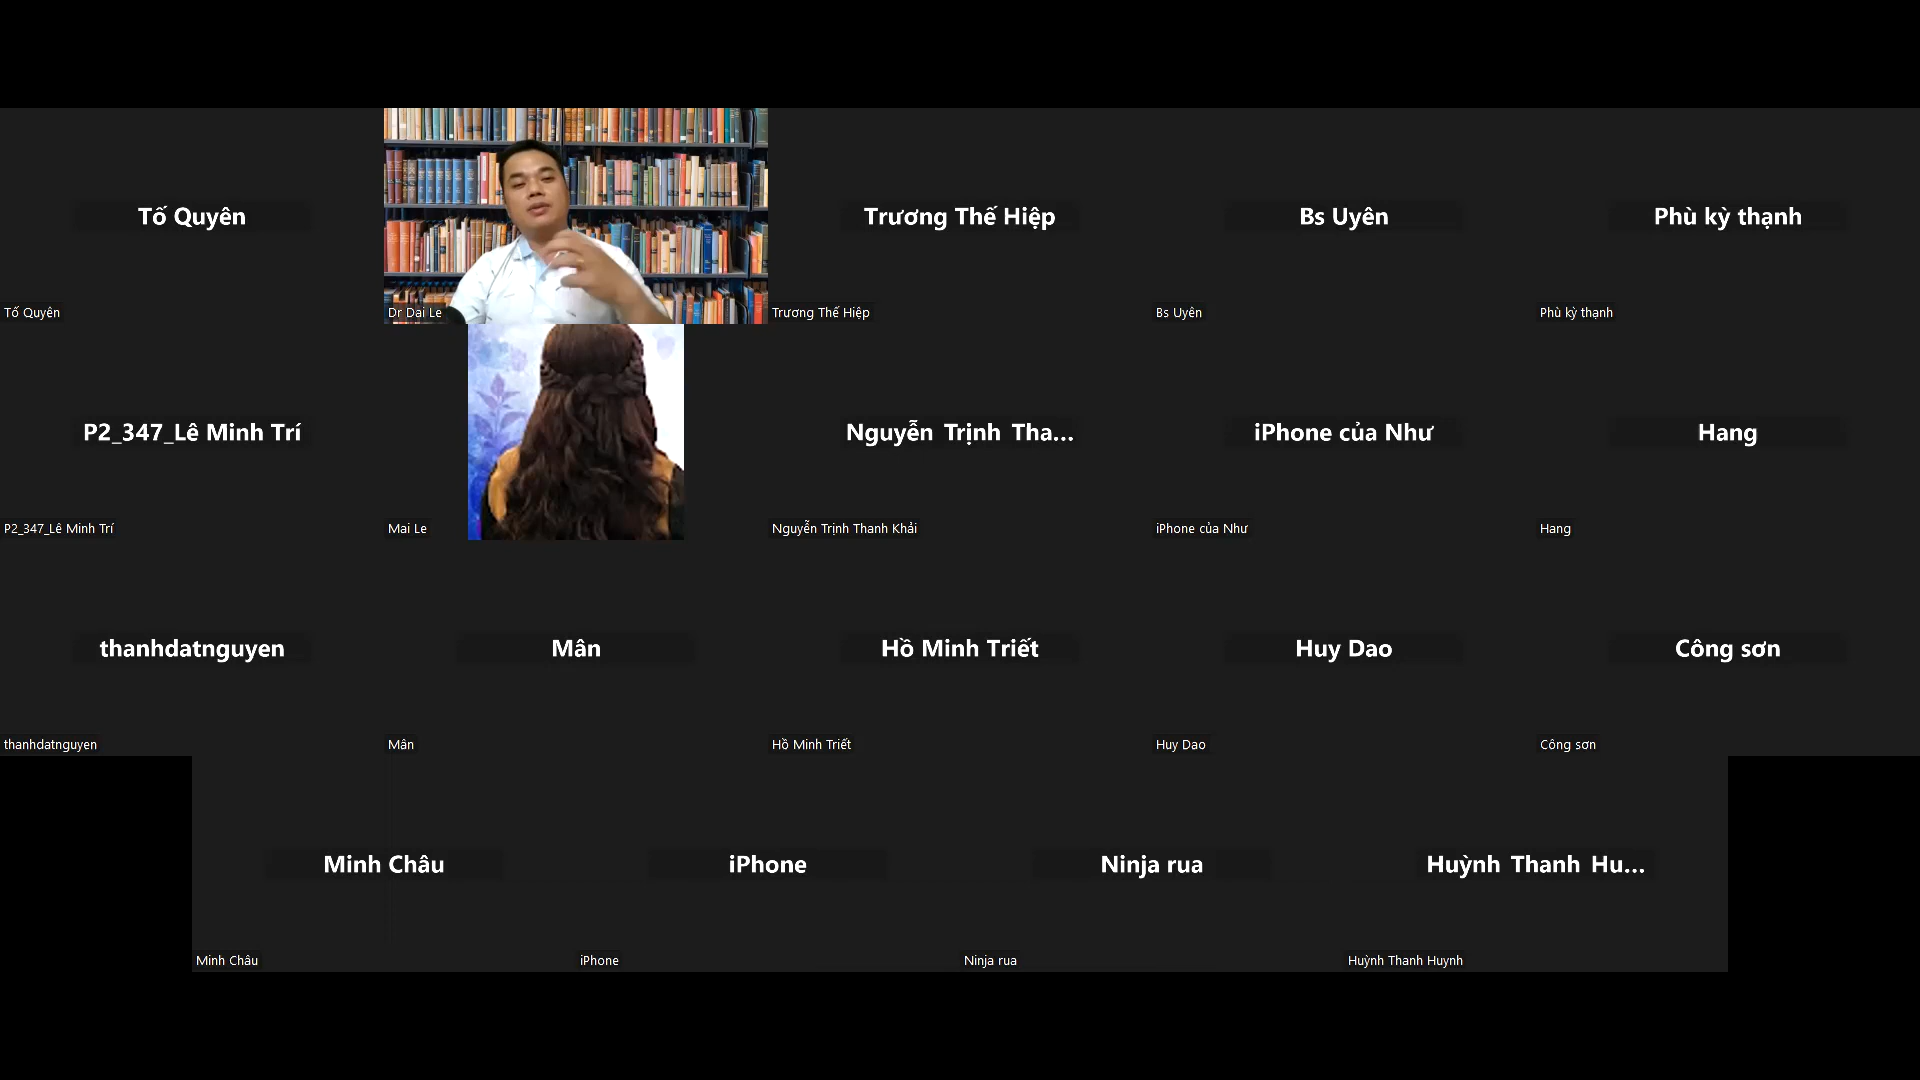 Tố Quyên
Tố Quyên
Dr Dai Le
Trương Thế Hiệp
Trương Thế Hiệp
Bs Uyên
Bs Uyên
Phù kỳ thạnh
Phù kỳ thạnh
P2_347_Lê Minh Trí
P2_347_Lê Minh Trí
Mai Le
Nguyễn Trịnh Tha...
Nguyễn Trịnh Thanh Khải
iPhone của Như
iPhone của Như
Hang
Hang
thanhdatnguyen
thanhdatnguyen
Mân
Mân
Hồ Minh Triết
Hồ Minh Triết
Huy Dao
Huy Dao
Công sơn
Công sơn
Minh Châu
Minh Châu
iPhone
iPhone
Ninja rua
Ninja rua
Huỳnh Thanh Hu...
Huỳnh Thanh Huynh